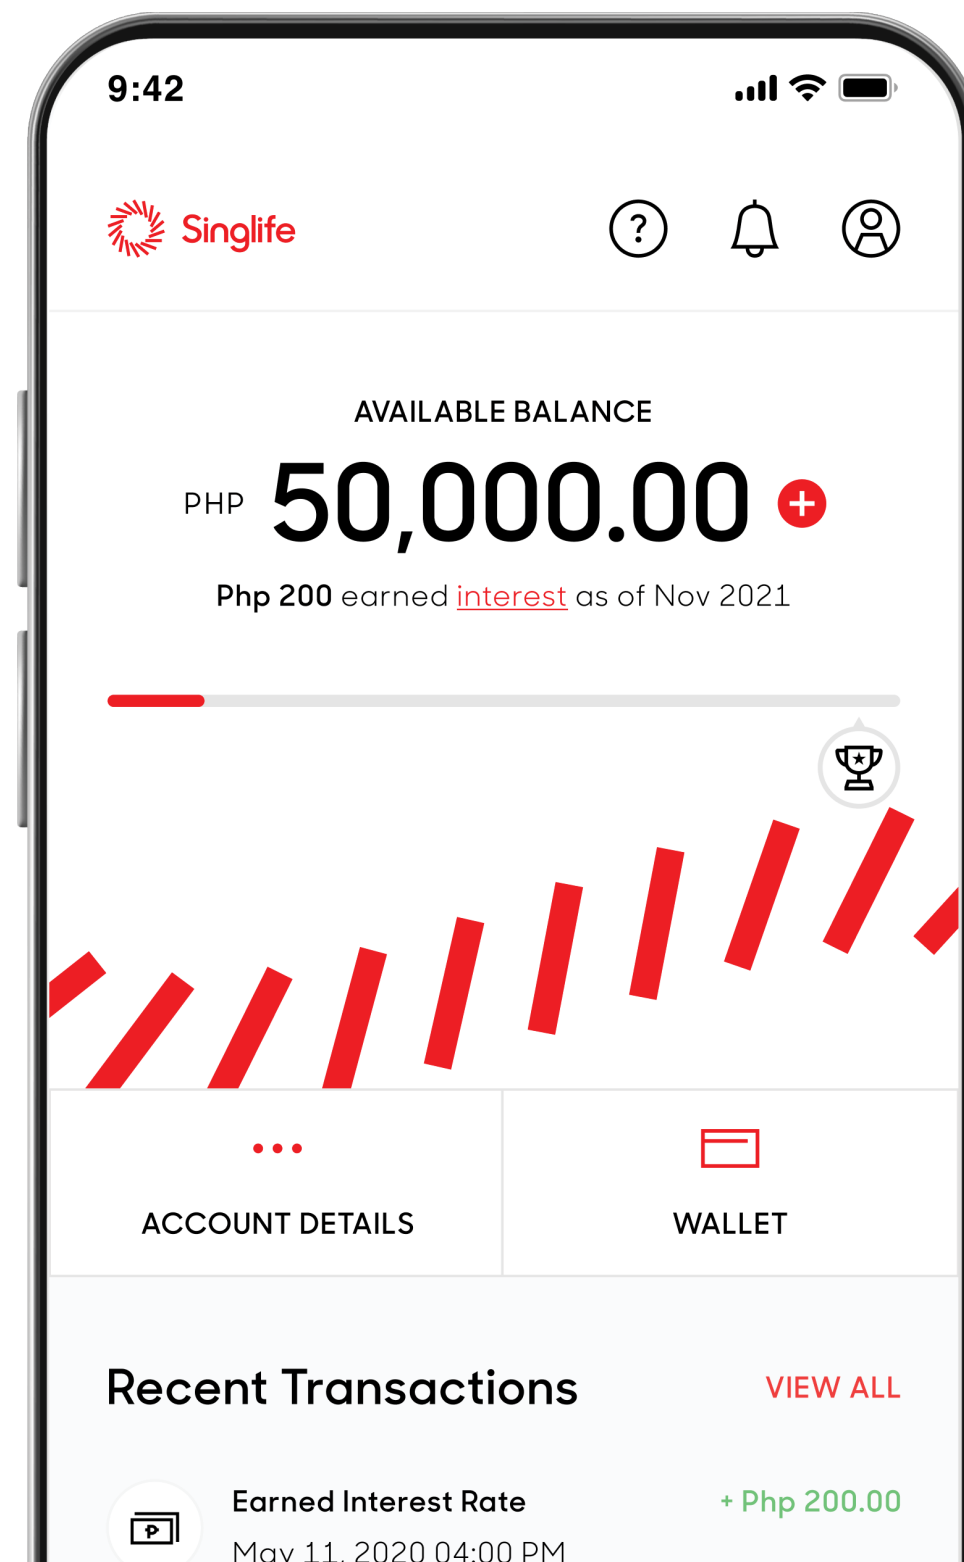 9:42
Singlife
?
AVAILABLE BALANCE
PHP 50,000.00 +
Php 200 earned interest as of Nov 2021
ACCOUNT DETAILS
WALLET
Recent Transactions
VIEW ALL
Earned Interest Rate
+ Php 200.00
May 11, 2020 04:00 PM